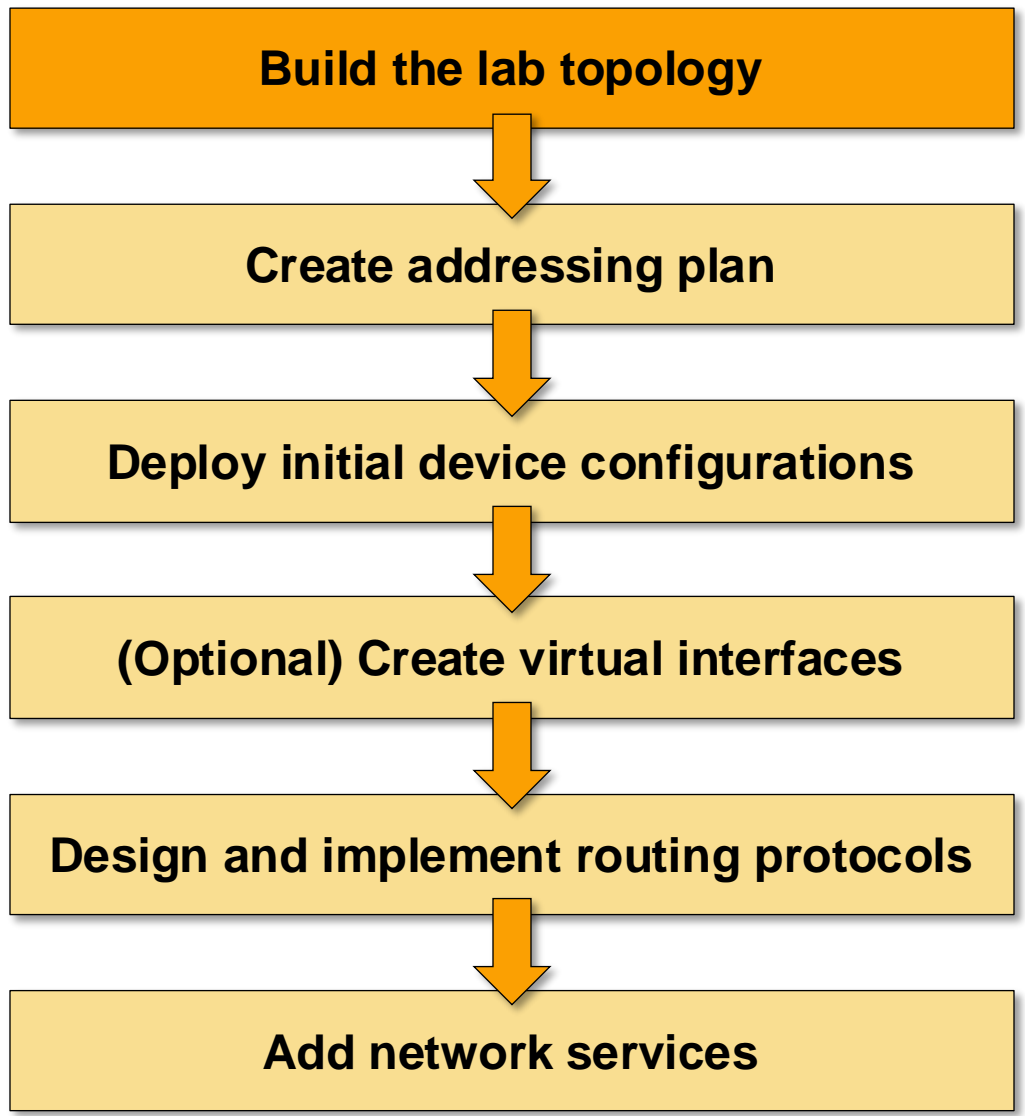 Build the lab topology
Create addressing plan
Deploy initial device configurations
(Optional) Create virtual interfaces
Design and implement routing protocols
Add network services